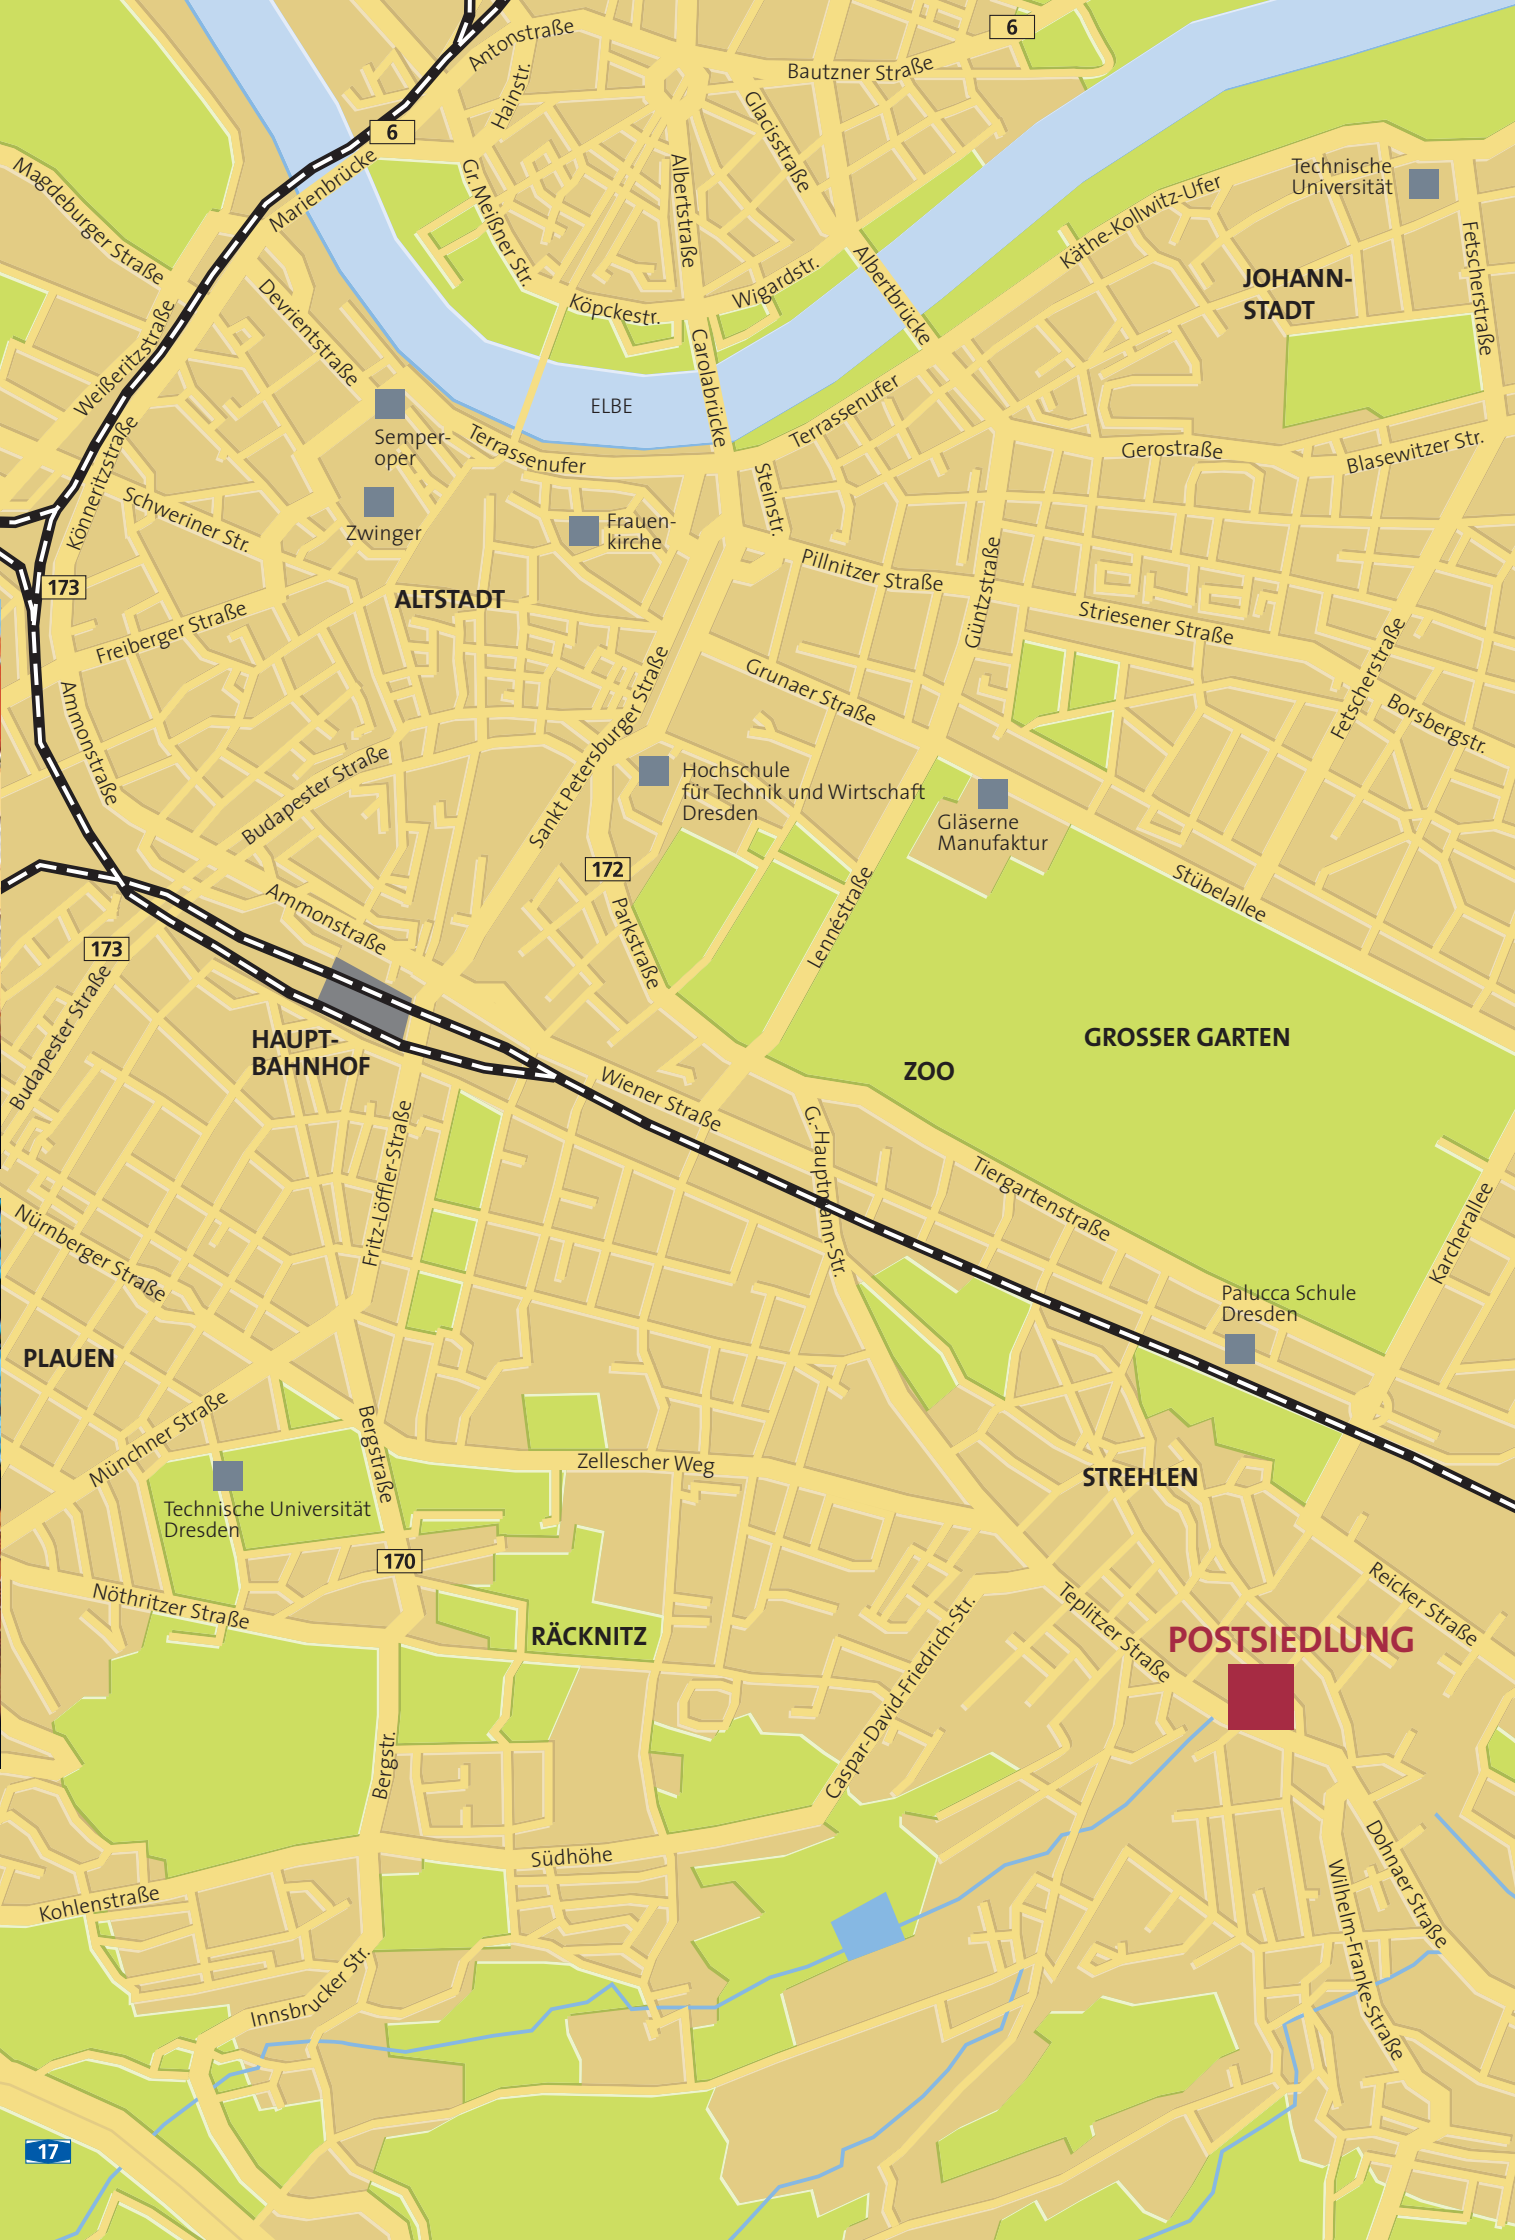 Antonstraße
6
Bautzner Straße
Hainstr.
Glacisstraße
6
Marienbrücke
Magdeburger Straße
Gr. Meißner Str.
Albertstraße
Technische
Universität
Käthe-Kollwitz-Ufer
Fetscherstraße
JOHANN-
STADT
Wigardstr.
Albertbrücke
Köpckestr.
Devrientstraße
Weißeritzstraße
Carolabrücke
ELBE
Terrassenufer
Semper-
oper
Terrassenufer
Gerostraße
Blasewitzer Str.
Könneritzstraße
Schweriner Str.
Zwinger
Frauen-
kirche
Steinstr.
Pillnitzer Straße
Güntzstraße
173
ALTSTADT
Freiberger Straße
Striesener Straße
Fetscherstraße
Borsbergstr.
Ammonstraße
Grunaer Straße
Sankt Petersburger Straße
Budapester Straße
Hochschule
für Technik und Wirtschaft
Dresden
Gläserne
Manufaktur
172
Stübelallee
Ammonstraße
Parkstraße
Lennéstraße
173
Budapester Straße
HAUPT-
BAHNHOF
GROSSER GARTEN
ZOO
Wiener Straße
Fritz-Löffler-Straße
G.-Hauptmann-Str.
Tiergartenstraße
Karcherallee
Nürnberger Straße
Palucca Schule
Dresden
PLAUEN
Münchner Straße
Bergstraße
Zellescher Weg
STREHLEN
Technische Universität
Dresden
170
Nöthritzer Straße
RÄCKNITZ
Caspar-David-Friedrich-Str.
Teplitzer Straße
Reicker Straße
POSTSIEDLUNG
Bergstr.
Südhöhe
Dohnaer Straße
Wilhelm-Franke-Straße
Kohlenstraße
Innsbrucker Str.
17